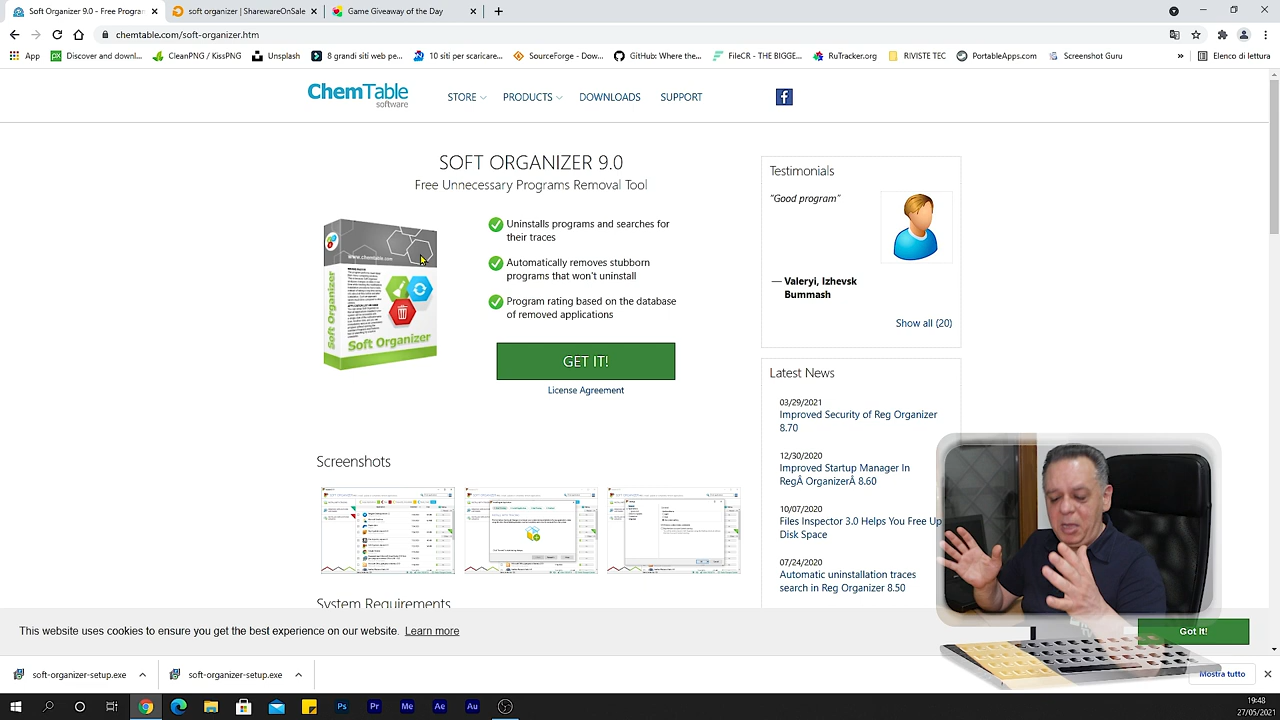 Soft Organizer 9.0 - Free Progra
soft organizer | SharewareOnSale
Game Giveaway of the Day
chemtable.com/soft-organizer.htm
App
Discover and downl...
CleanPNG / KissPNG
Unsplash
8 grandi siti web pe...
10 siti per scaricare...
SourceForge - Dow...
GitHub: Where the...
FileCR - THE BIGGE...
RuTracker.org
RIVISTE TEC
PortableApps.com
Screenshot Guru
»
Elenco di lettura
ChemTable
software
STORE
PRODUCTS
DOWNLOADS
SUPPORT
SOFT ORGANIZER 9.0
Free Unnecessary Programs Removal Tool
www.chemtable.com
Soft Organizer
Soft Organizer
Uninstalls programs and searches for
their traces
Automatically removes stubborn
programs that won't uninstall
Program rating based on the database
of removed applications
GET IT!
License Agreement
Testimonials
"Good program"
— Valeryi, Izhevsk
Bummash
Show all (20)
Latest News
03/29/2021
Improved Security of Reg Organizer
8.70
12/30/2020
Improved Startup Manager In
RegÂ OrganizerÂ 8.60
10/07/2020
Files Inspector 3.0 Helps You Free Up
Disk Space
07/24/2020
Automatic uninstallation traces
search in Reg Organizer 8.50
Screenshots
System Requirements
This website uses cookies to ensure you get the best experience on our website. Learn more
Got It!
soft-organizer-setup.exe
soft-organizer-setup.exe
Mostra tutto
Ps
Pr
Me
Ae
Au
19:48
27/05/2021